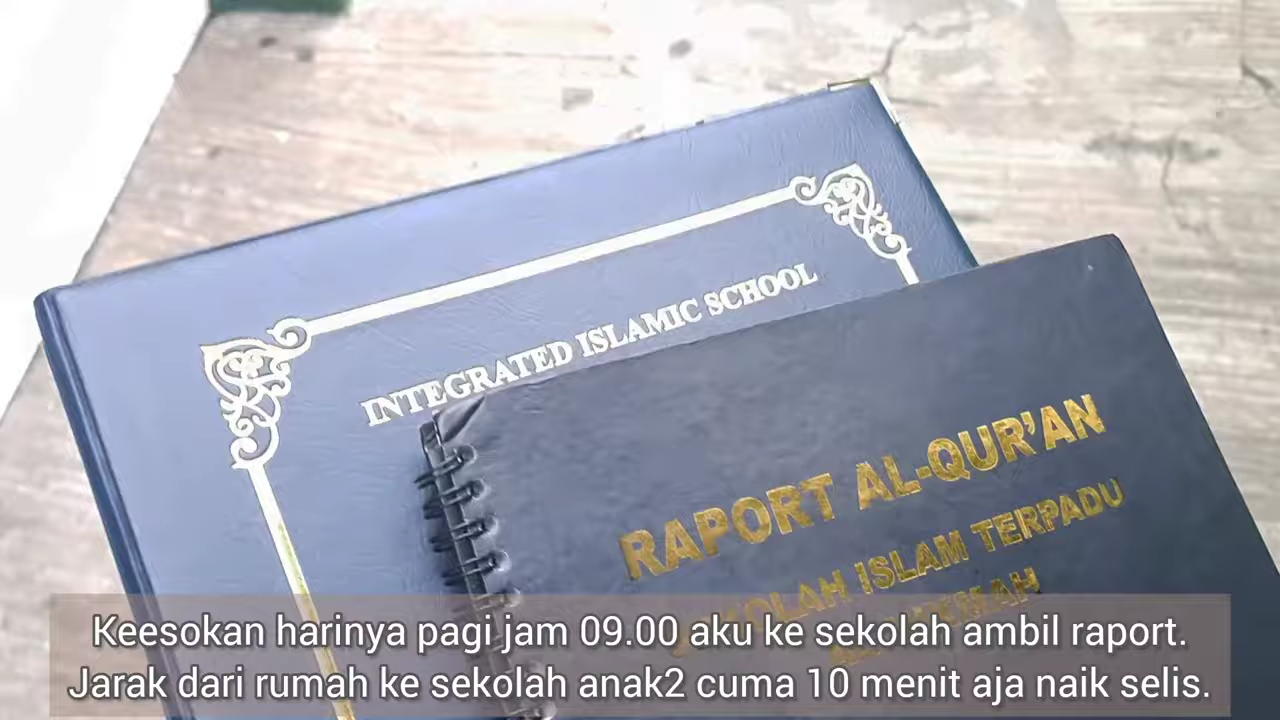 INTEGRATED ISLAMIC SCHOOL
RAPORT AL-QUR'AN
SEKOLAH ISLAM TERPADU
Keesokan harinya pagi jam 09.00 aku ke sekolah ambil raport.
Jarak dari rumah ke sekolah anak2 cuma 10 menit aja naik selis.